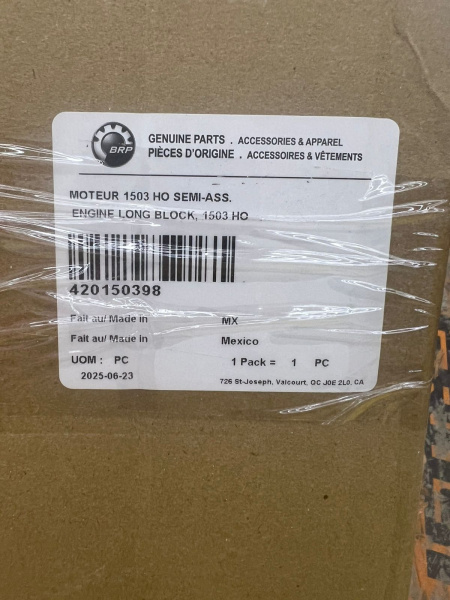 BRP
GENUINE PARTS . ACCESSORIES & APPAREL
PIÈCES D'ORIGINE . ACCESSOIRES & VÊTEMENTS
MOTEUR 1503 HO SEMI-ASS.
ENGINE LONG BLOCK, 1503 HO
420150398
Fait au/ Made in MX
Fait au/ Made in Mexico
UOM : PC 1 Pack = 1 PC
2025-06-23
726 St-Joseph, Valcourt, QC J0E 2L0, CA